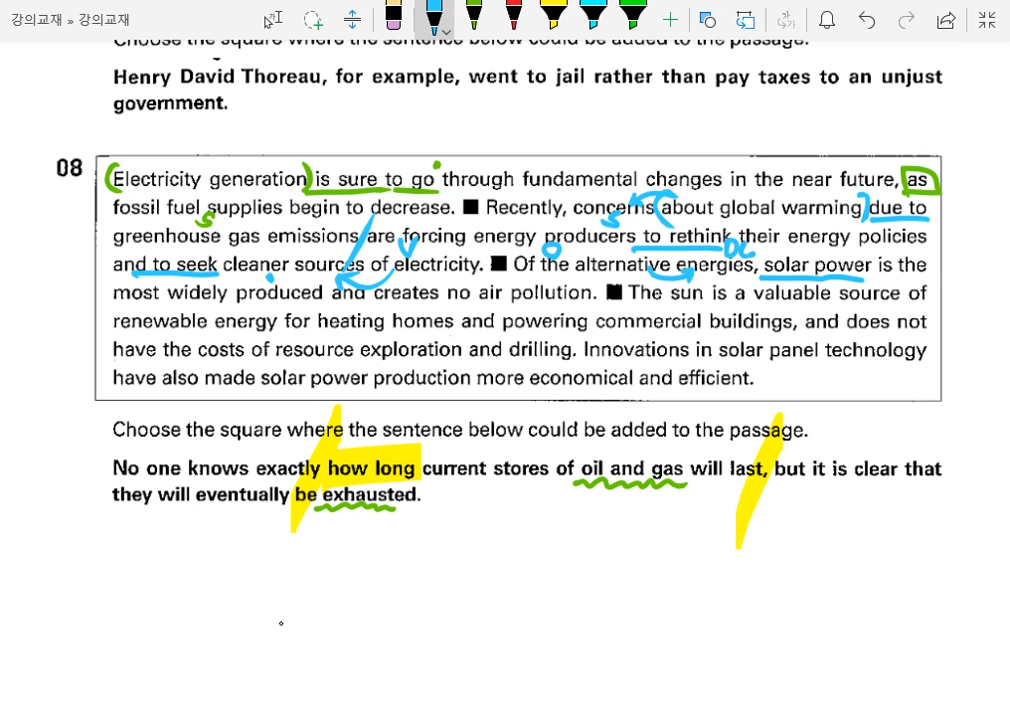 강의교재 » 강의교재
Choose the square where the sentence below could be added to the passage.
Henry David Thoreau, for example, went to jail rather than pay taxes to an unjust
government.
08
Electricity generation is sure to go through fundamental changes in the near future, as
fossil fuel supplies begin to decrease. ■ Recently, concerns about global warming due to
greenhouse gas emissions are forcing energy producers to rethink their energy policies
and to seek cleaner sources of electricity. ■ Of the alternative energies, solar power is the
most widely produced and creates no air pollution. ■ The sun is a valuable source of
renewable energy for heating homes and powering commercial buildings, and does not
have the costs of resource exploration and drilling. Innovations in solar panel technology
have also made solar power production more economical and efficient.
S
S
V
O
OC
Choose the square where the sentence below could be added to the passage.
No one knows exactly how long current stores of oil and gas will last, but it is clear that
they will eventually be exhausted.